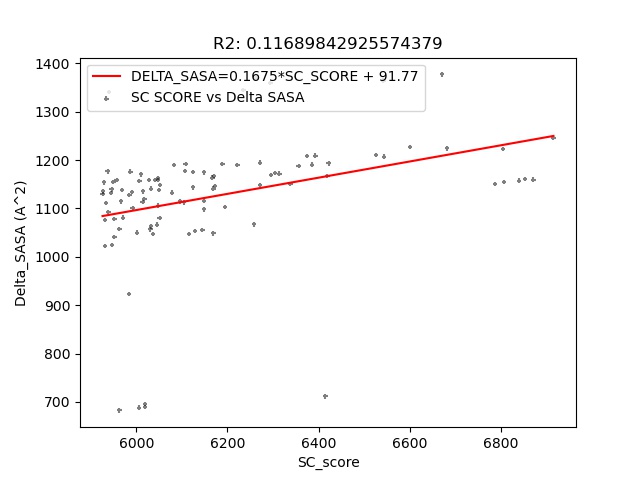 R2: 0.11689842925574379
DELTA_SASA=0.1675*SC_SCORE + 91.77
SC SCORE vs Delta SASA
Delta_SASA (A^2)
1400
1300
1200
1100
1000
900
800
700
6000 6200 6400 6600 6800
SC_score